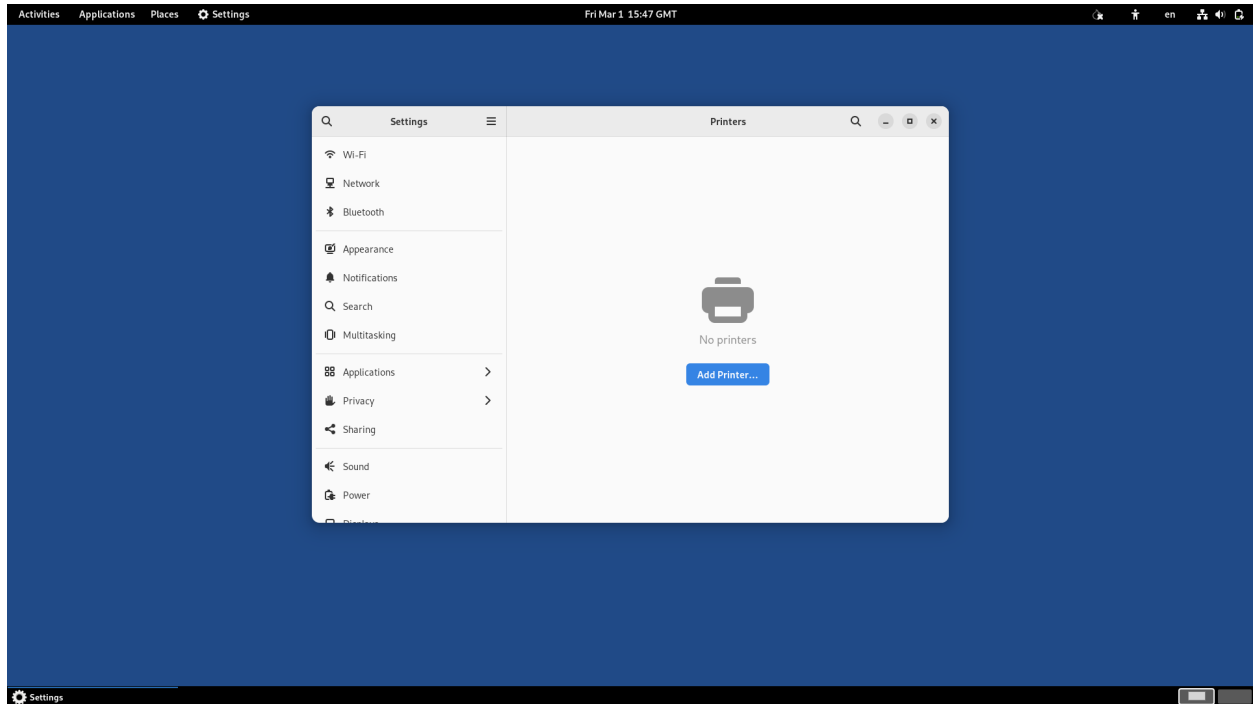 Activities Applications Places Settings Fri Mar 1 15:47 GMT en
Settings Printers
Wi-Fi
Network
Bluetooth
Appearance
Notifications
Search
Multitasking
No printers
Applications
Add Printer...
Privacy
Sharing
Sound
Power
Displays
Settings